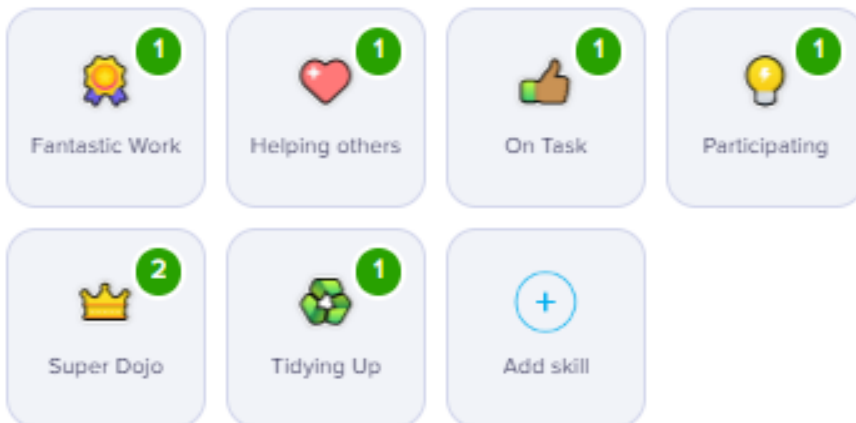 1
Fantastic Work
1
Helping others
1
On Task
1
Participating
2
Super Dojo
1
Tidying Up
+
Add skill